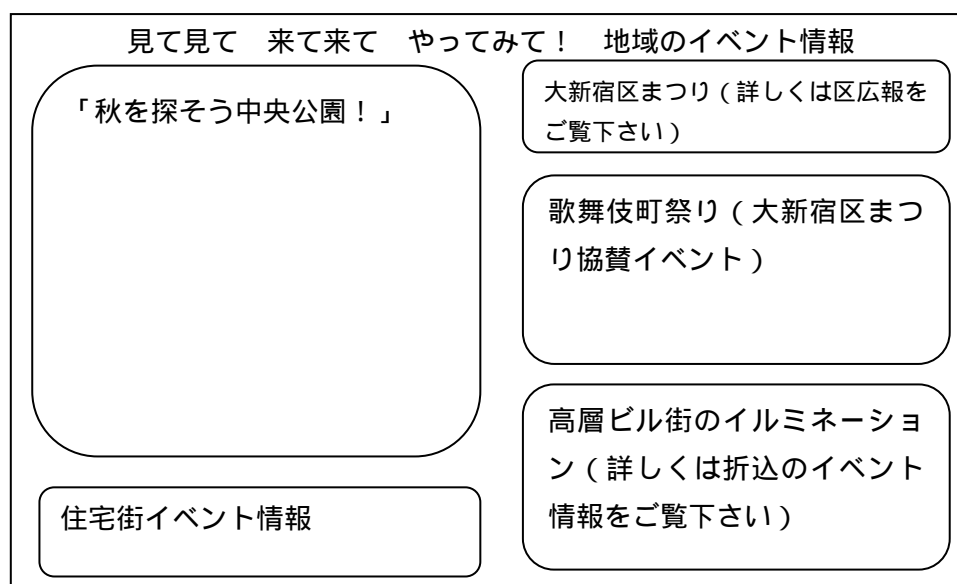 見て見て　来て来て　やってみて！　地域のイベント情報
「秋を探そう中央公園！」
住宅街イベント情報
大新宿区まつり（詳しくは区広報を
ご覧下さい）
歌舞伎町祭り（大新宿区まつ
り協賛イベント）
高層ビル街のイルミネーショ
ン（詳しくは折込のイベント
情報をご覧下さい）